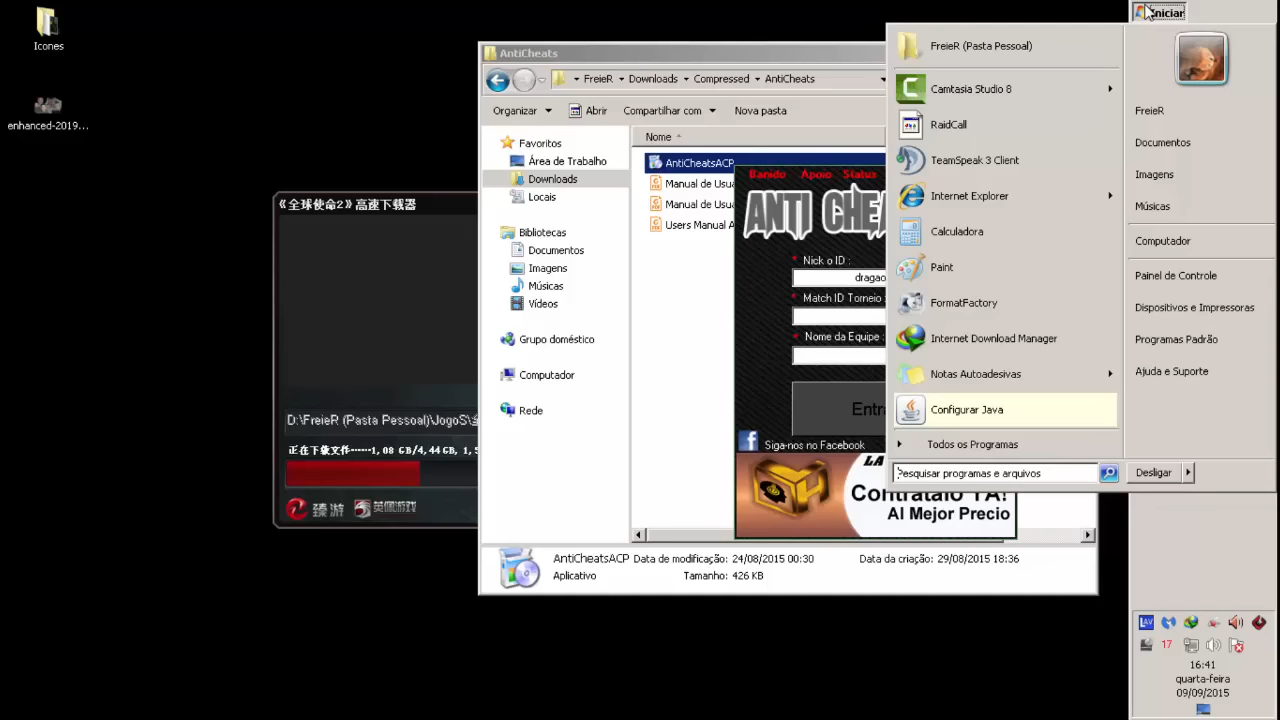 Icones
enhanced-2019...
《全球使命2》高速下载器
D:\FreieR (Pasta Pessoal)\JogoS\
正在下载文件------1, 08 GB/4, 44GB, 1, 5
臻游
英佩游戏
AntiCheats
FreieR
Downloads
Compressed
AntiCheats
Organizar
Abrir
Compartilhar com
Nova pasta
Favoritos
Área de Trabalho
Downloads
Locais
Bibliotecas
Documentos
Imagens
Músicas
Vídeos
Grupo doméstico
Computador
Rede
Nome
AntiCheatsACP
Manual de Usua
Manual de Usua
Users Manual A
Banido Apoio Status
ANTI CHEA
* Nick o ID :
dragao
* Match ID Torneio :
* Nome da Equipe :
Entr
Siga-nos no Facebook
LA
Contratalo YA!
Al Mejor Precio
AntiCheatsACP Data de modificação: 24/08/2015 00:30 Data da criação: 29/08/2015 18:36
Aplicativo Tamanho: 426 KB
Iniciar
FreieR (Pasta Pessoal)
Camtasia Studio 8
RaidCall
TeamSpeak 3 Client
Internet Explorer
Calculadora
Paint
FormatFactory
Internet Download Manager
Notas Autoadesivas
Configurar Java
Todos os Programas
Pesquisar programas e arquivos
FreieR
Documentos
Imagens
Músicas
Computador
Painel de Controle
Dispositivos e Impressoras
Programas Padrão
Ajuda e Suporte
Desligar
LAV
17
16:41
quarta-feira
09/09/2015